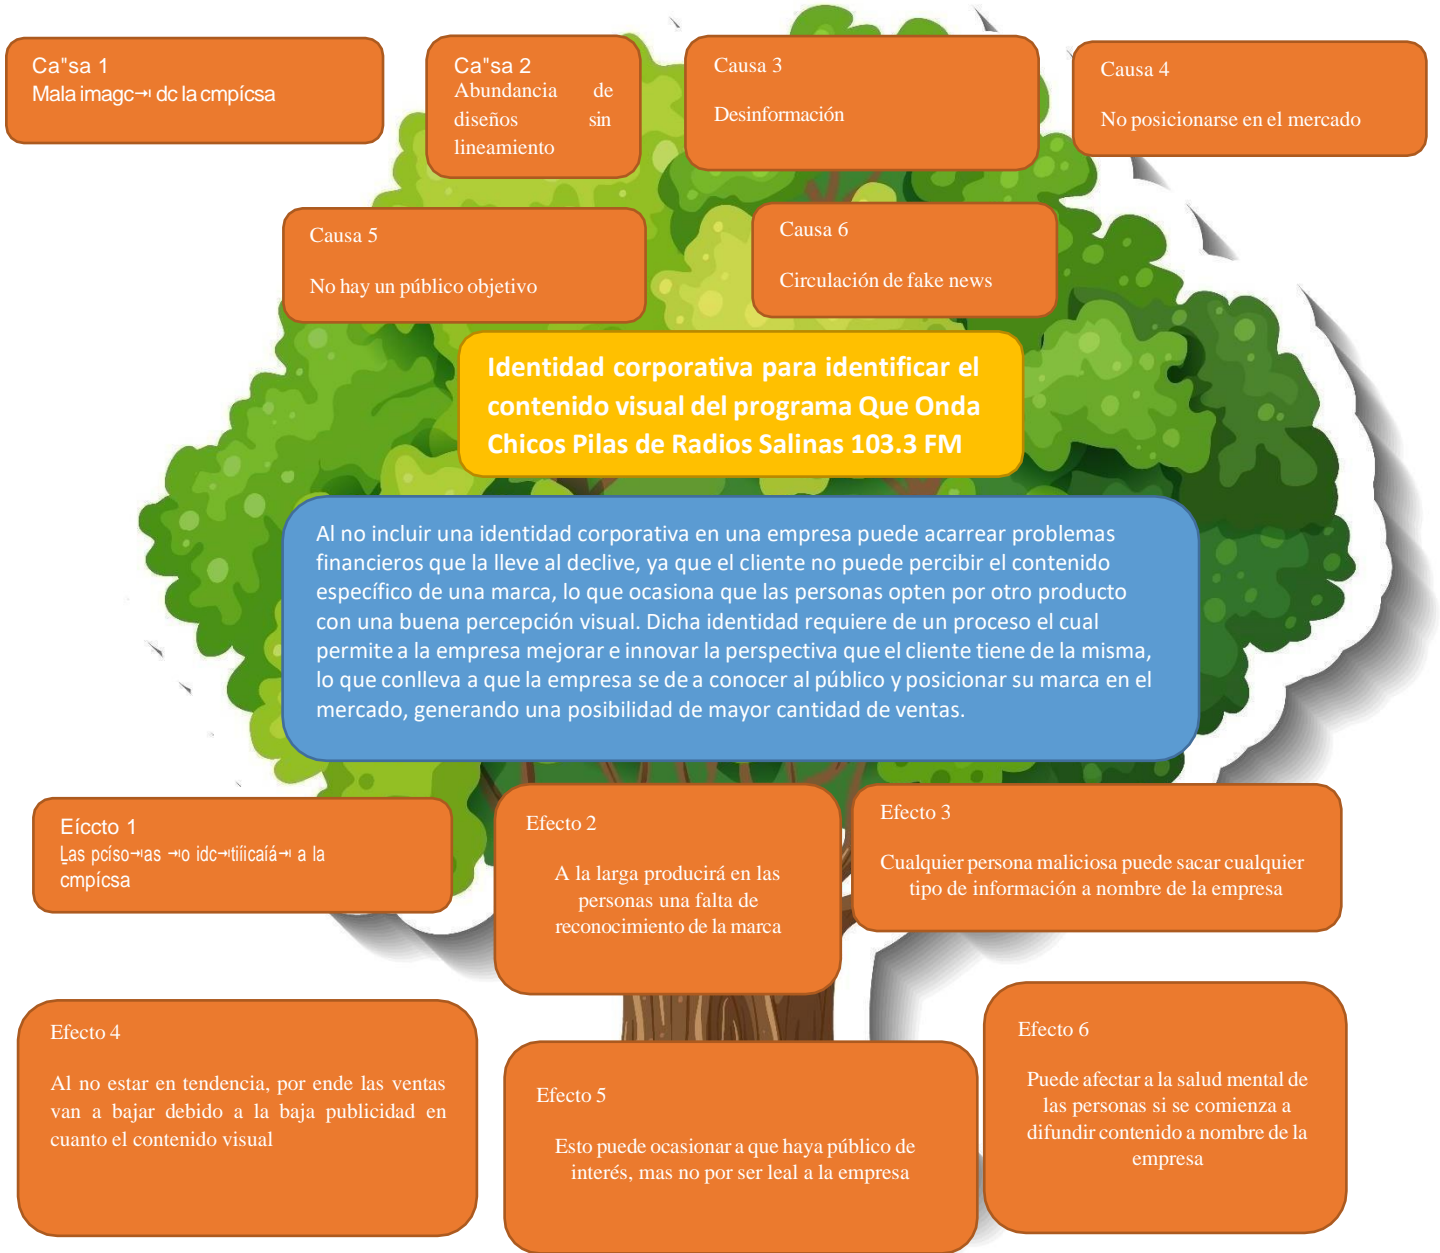 Ca"sa 1
Mala imagc→ı dc la cmpícsa
Ca"sa 2
Abundancia de
diseños sin
lineamiento
Causa 3
Desinformación
Causa 4
No posicionarse en el mercado
Causa 5
No hay un público objetivo
Causa 6
Circulación de fake news
Identidad corporativa para identificar el
contenido visual del programa Que Onda
Chicos Pilas de Radios Salinas 103.3 FM
Al no incluir una identidad corporativa en una empresa puede acarrear problemas
financieros que la lleve al declive, ya que el cliente no puede percibir el contenido
específico de una marca, lo que ocasiona que las personas opten por otro producto
con una buena percepción visual. Dicha identidad requiere de un proceso el cual
permite a la empresa mejorar e innovar la perspectiva que el cliente tiene de la misma,
lo que conlleva a que la empresa se de a conocer al público y posicionar su marca en el
mercado, generando una posibilidad de mayor cantidad de ventas.
Eíccto 1
Ļas pcíso→ıas →ıo idc→ıtiíicaíá→ı a la
cmpícsa
Efecto 2
A la larga producirá en las
personas una falta de
reconocimiento de la marca
Efecto 3
Cualquier persona maliciosa puede sacar cualquier
tipo de información a nombre de la empresa
Efecto 4
Al no estar en tendencia, por ende las ventas
van a bajar debido a la baja publicidad en
cuanto el contenido visual
Efecto 5
Esto puede ocasionar a que haya público de
interés, mas no por ser leal a la empresa
Efecto 6
Puede afectar a la salud mental de
las personas si se comienza a
difundir contenido a nombre de la
empresa